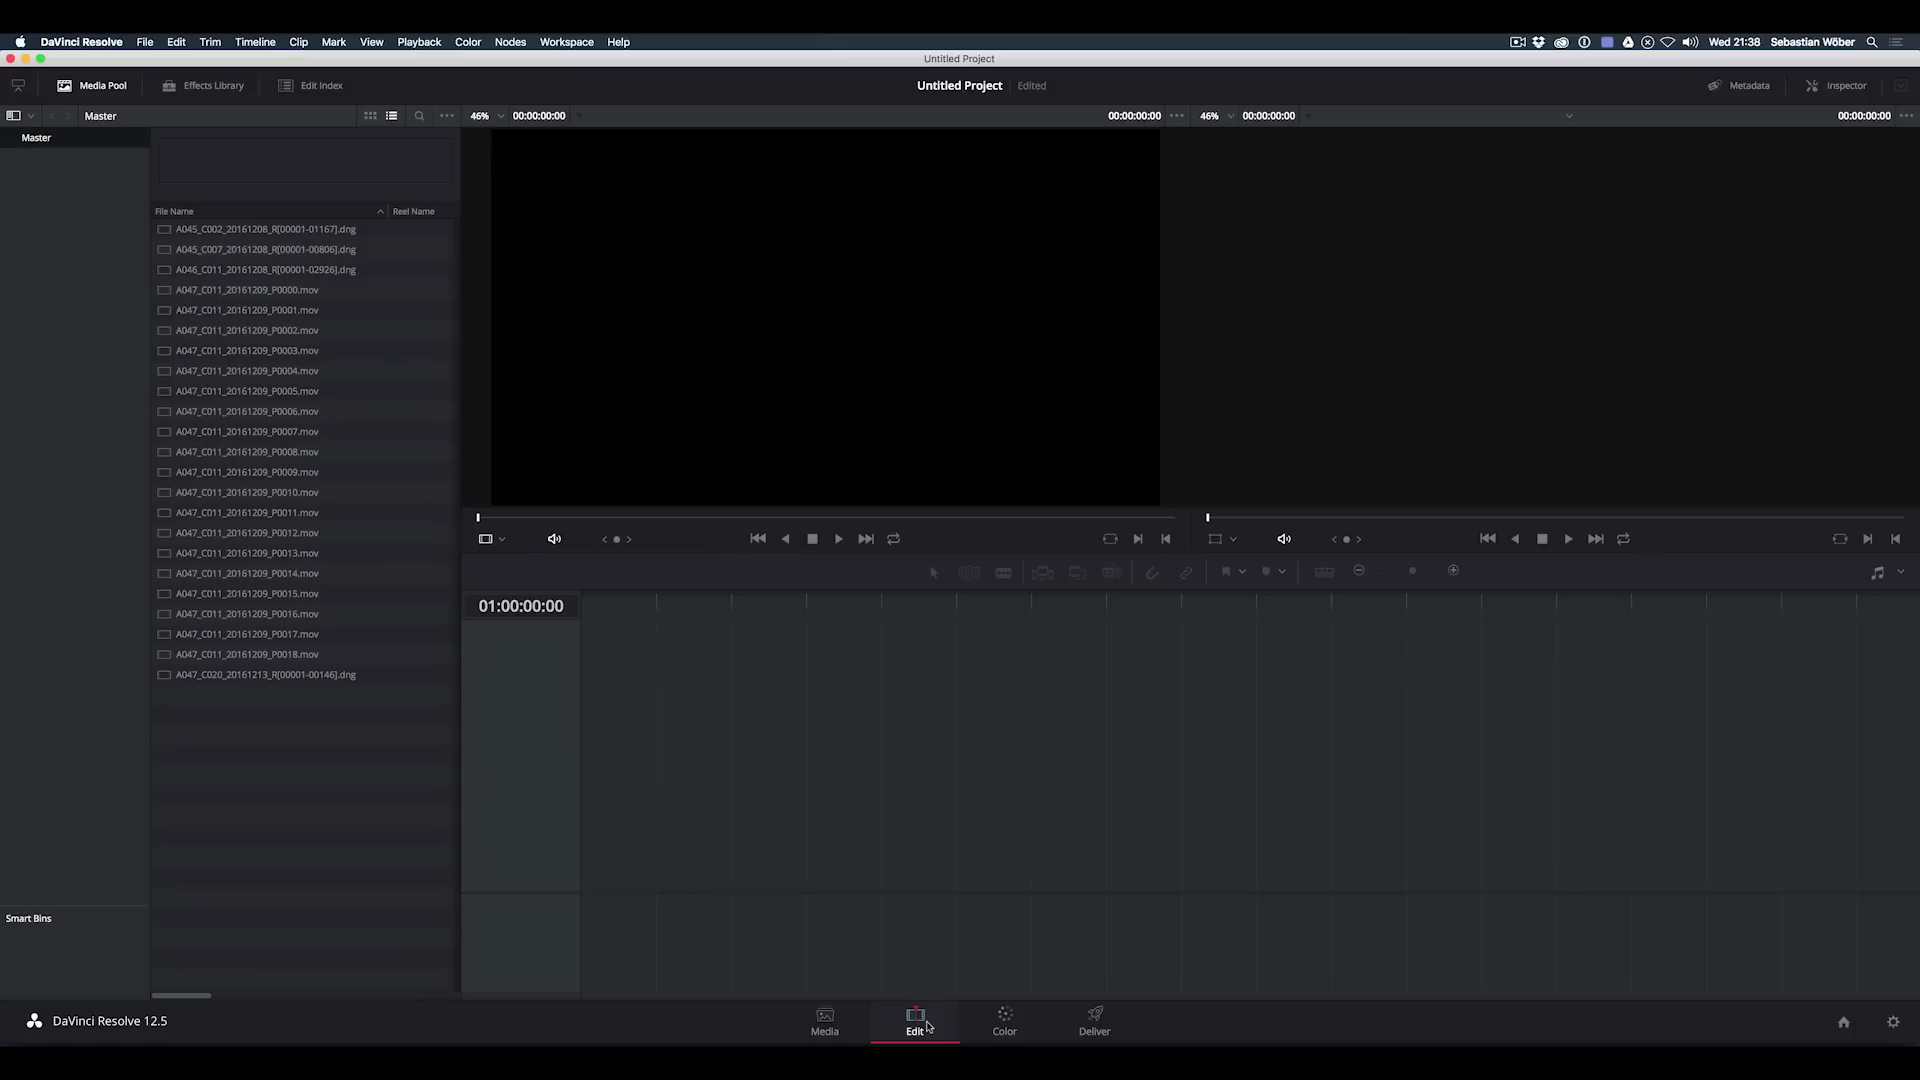 DaVinci Resolve File Edit Trim Timeline Clip Mark View Playback Color Nodes Workspace Help Wed 21:38 Sebastian Wöber
Untitled Project
Media Pool Effects Library Edit Index Untitled Project Edited Metadata Inspector
Master 46% 00:00:00:00 00:00:00:00 46% 00:00:00:00 00:00:00:00
Master
File Name Reel Name
A045_C002_20161208_R[00001-01167].dng
A045_C007_20161208_R[00001-00806].dng
A046_C011_20161208_R[00001-02926].dng
A047_C011_20161209_P0000.mov
A047_C011_20161209_P0001.mov
A047_C011_20161209_P0002.mov
A047_C011_20161209_P0003.mov
A047_C011_20161209_P0004.mov
A047_C011_20161209_P0005.mov
A047_C011_20161209_P0006.mov
A047_C011_20161209_P0007.mov
A047_C011_20161209_P0008.mov
A047_C011_20161209_P0009.mov
A047_C011_20161209_P0010.mov
A047_C011_20161209_P0011.mov
A047_C011_20161209_P0012.mov
A047_C011_20161209_P0013.mov
A047_C011_20161209_P0014.mov
A047_C011_20161209_P0015.mov
A047_C011_20161209_P0016.mov
A047_C011_20161209_P0017.mov
A047_C011_20161209_P0018.mov
A047_C020_20161213_R[00001-00146].dng
01:00:00:00
Smart Bins
DaVinci Resolve 12.5
Media Edit Color Deliver